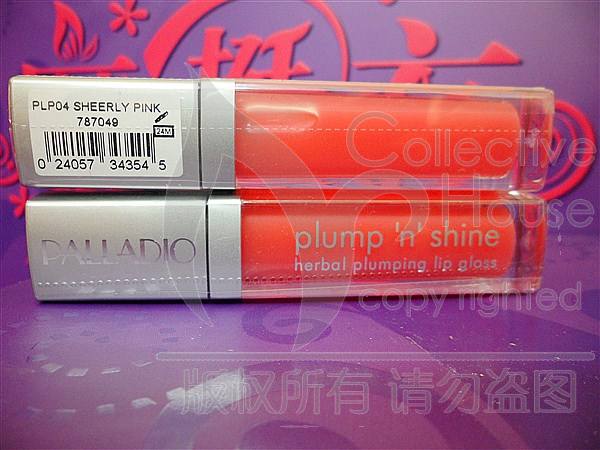 PLP04 SHEERLY PINK
787049
24M
0 24057 34354 5
PALLADIO
plump 'n' shine
herbal plumping lip gloss
Collective
House
copyrighted
版权所有 请勿盗图